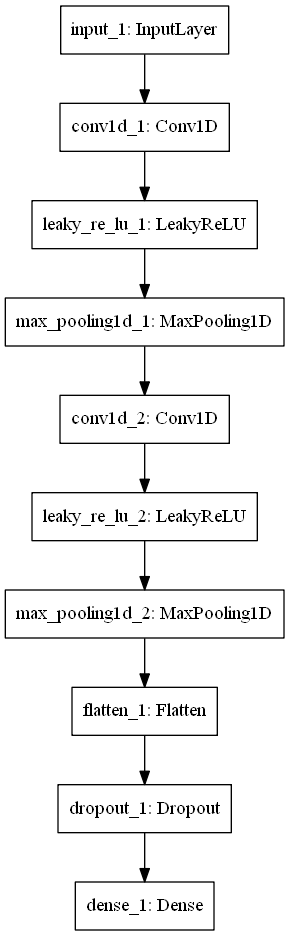 input_1: InputLayer
conv1d_1: Conv1D
leaky_re_lu_1: LeakyReLU
max_pooling1d_1: MaxPooling1D
conv1d_2: Conv1D
leaky_re_lu_2: LeakyReLU
max_pooling1d_2: MaxPooling1D
flatten_1: Flatten
dropout_1: Dropout
dense_1: Dense